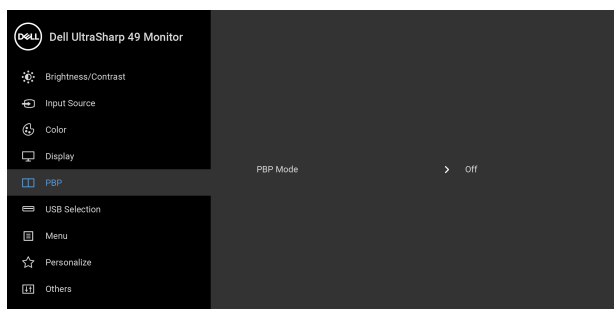 DELL Dell UltraSharp 49 Monitor
Brightness/Contrast
Input Source
Color
Display
PBP Mode Off
PBP
USB Selection
Menu
Personalize
Others